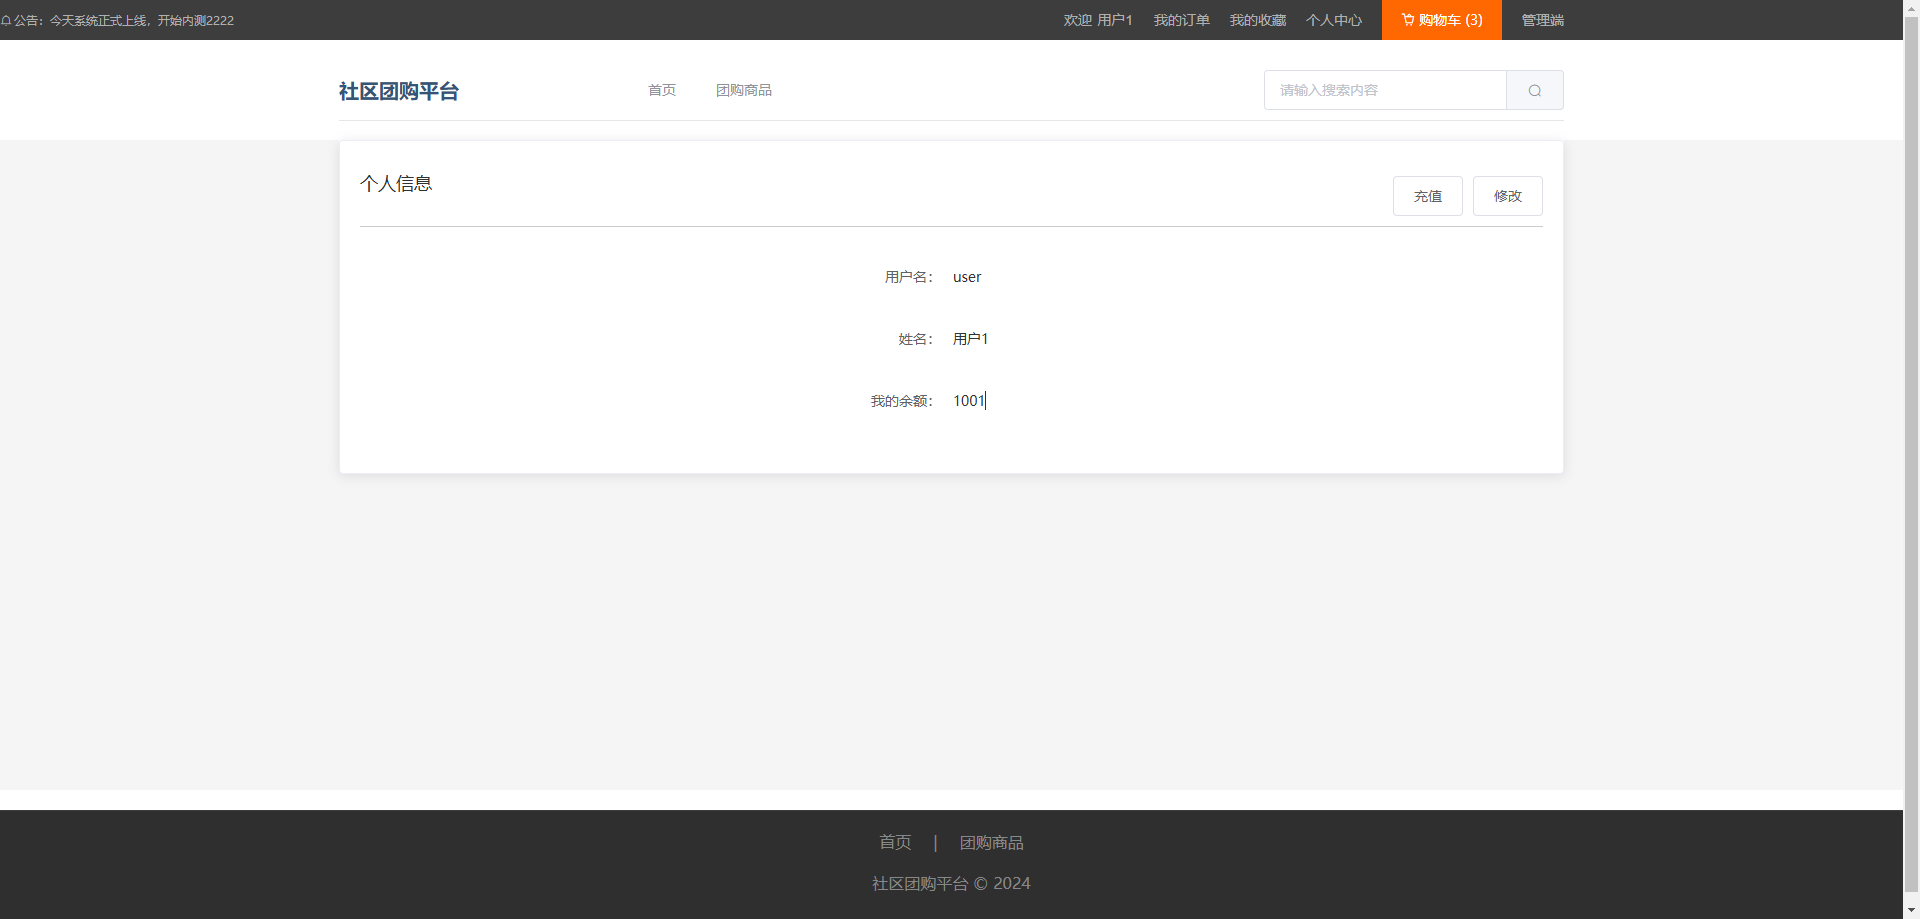 公告：今天系统正式上线，开始内测2222
欢迎 用户1 我的订单 我的收藏 个人中心 购物车 (3) 管理端
社区团购平台 首页 团购商品 请输入搜索内容
个人信息 充值 修改
用户名： user
姓名： 用户1
我的余额： 1001
首页 | 团购商品
社区团购平台 © 2024